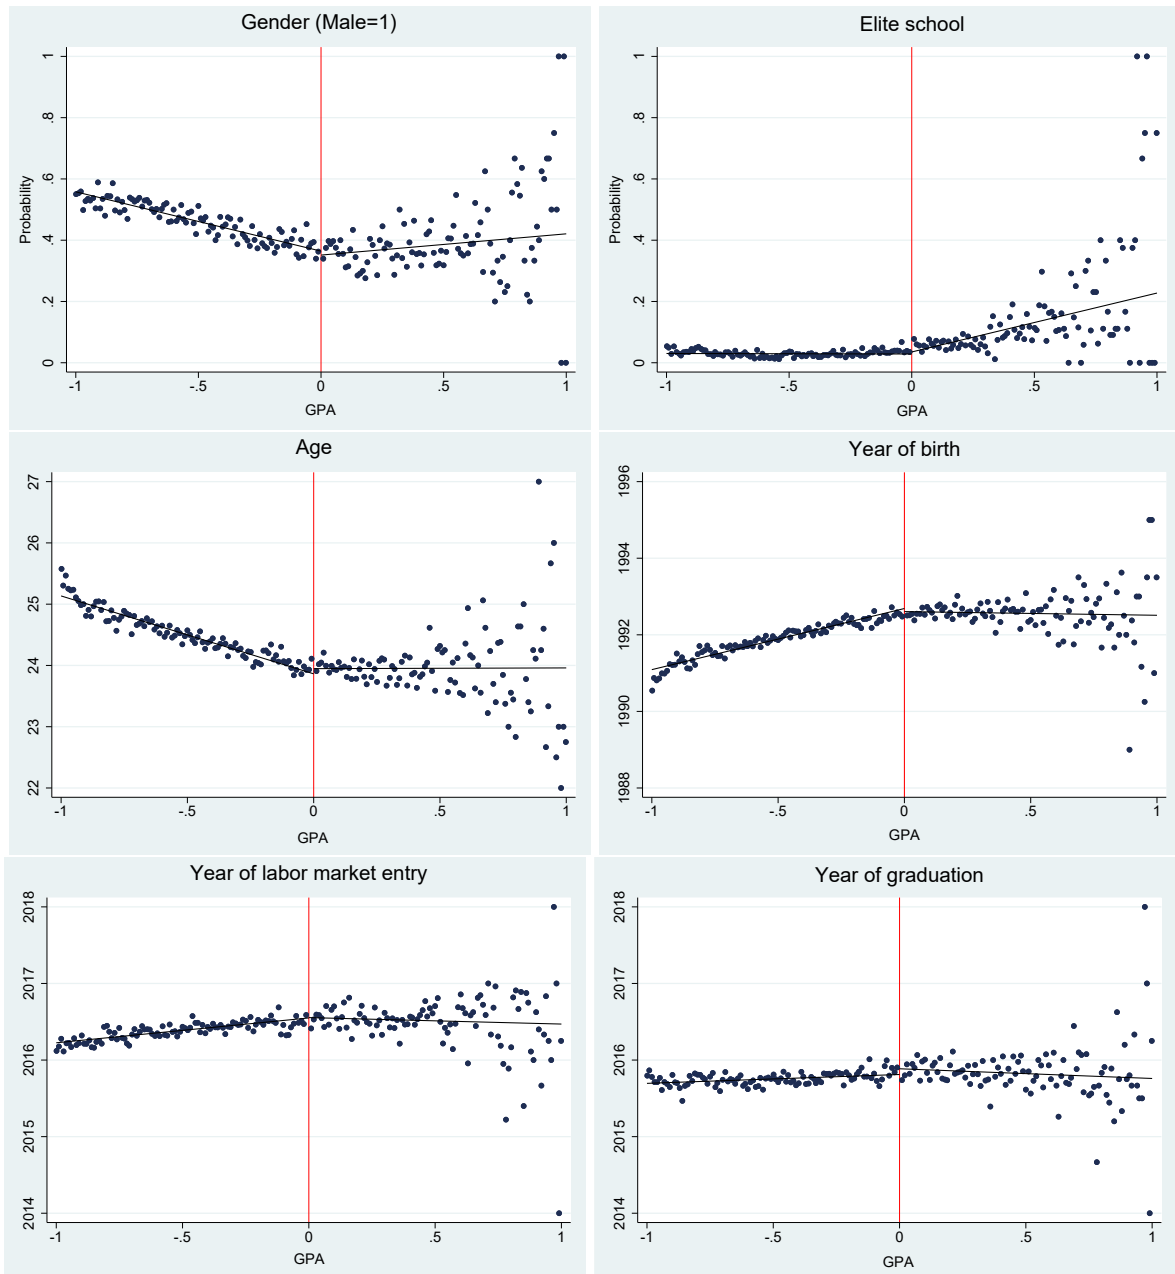 Gender (Male=1)
Probability
1
.8
.6
.4
.2
0
-1 -.5 0 .5 1
GPA
Elite school
Probability
1
.8
.6
.4
.2
0
-1 -.5 0 .5 1
GPA
Age
27
26
25
24
23
22
-1 -.5 0 .5 1
GPA
Year of birth
1996
1994
1992
1990
1988
-1 -.5 0 .5 1
GPA
Year of labor market entry
2018
2017
2016
2015
2014
-1 -.5 0 .5 1
GPA
Year of graduation
2018
2017
2016
2015
2014
-1 -.5 0 .5 1
GPA